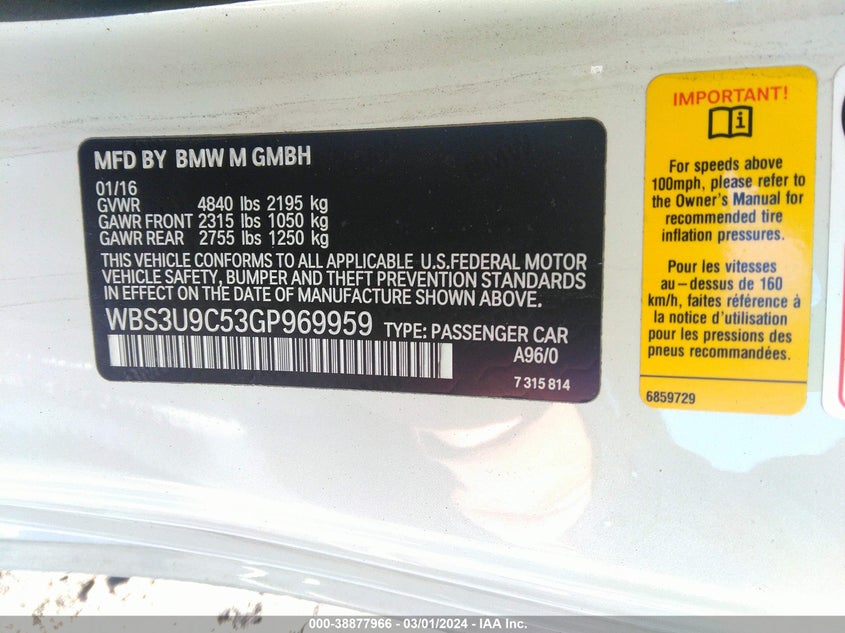 MFD BY BMW M GMBH
01/16
GVWR 4840 lbs 2195 kg
GAWR FRONT 2315 lbs 1050 kg
GAWR REAR 2755 lbs 1250 kg
THIS VEHICLE CONFORMS TO ALL APPLICABLE U.S.FEDERAL MOTOR
VEHICLE SAFETY, BUMPER AND THEFT PREVENTION STANDARDS
IN EFFECT ON THE DATE OF MANUFACTURE SHOWN ABOVE.
WBS3U9C53GP969959 TYPE: PASSENGER CAR
A96/0
7 315 814
IMPORTANT!
i
For speeds above
100mph, please refer to
the Owner's Manual for
recommended tire
inflation pressures.
Pour les vitesses
au-dessus de 160
km/h, faites référence à
la notice d'utilisation
pour les pressions des
pneus recommandées.
6859729
000-38877966 - 03/01/2024 - IAA Inc.